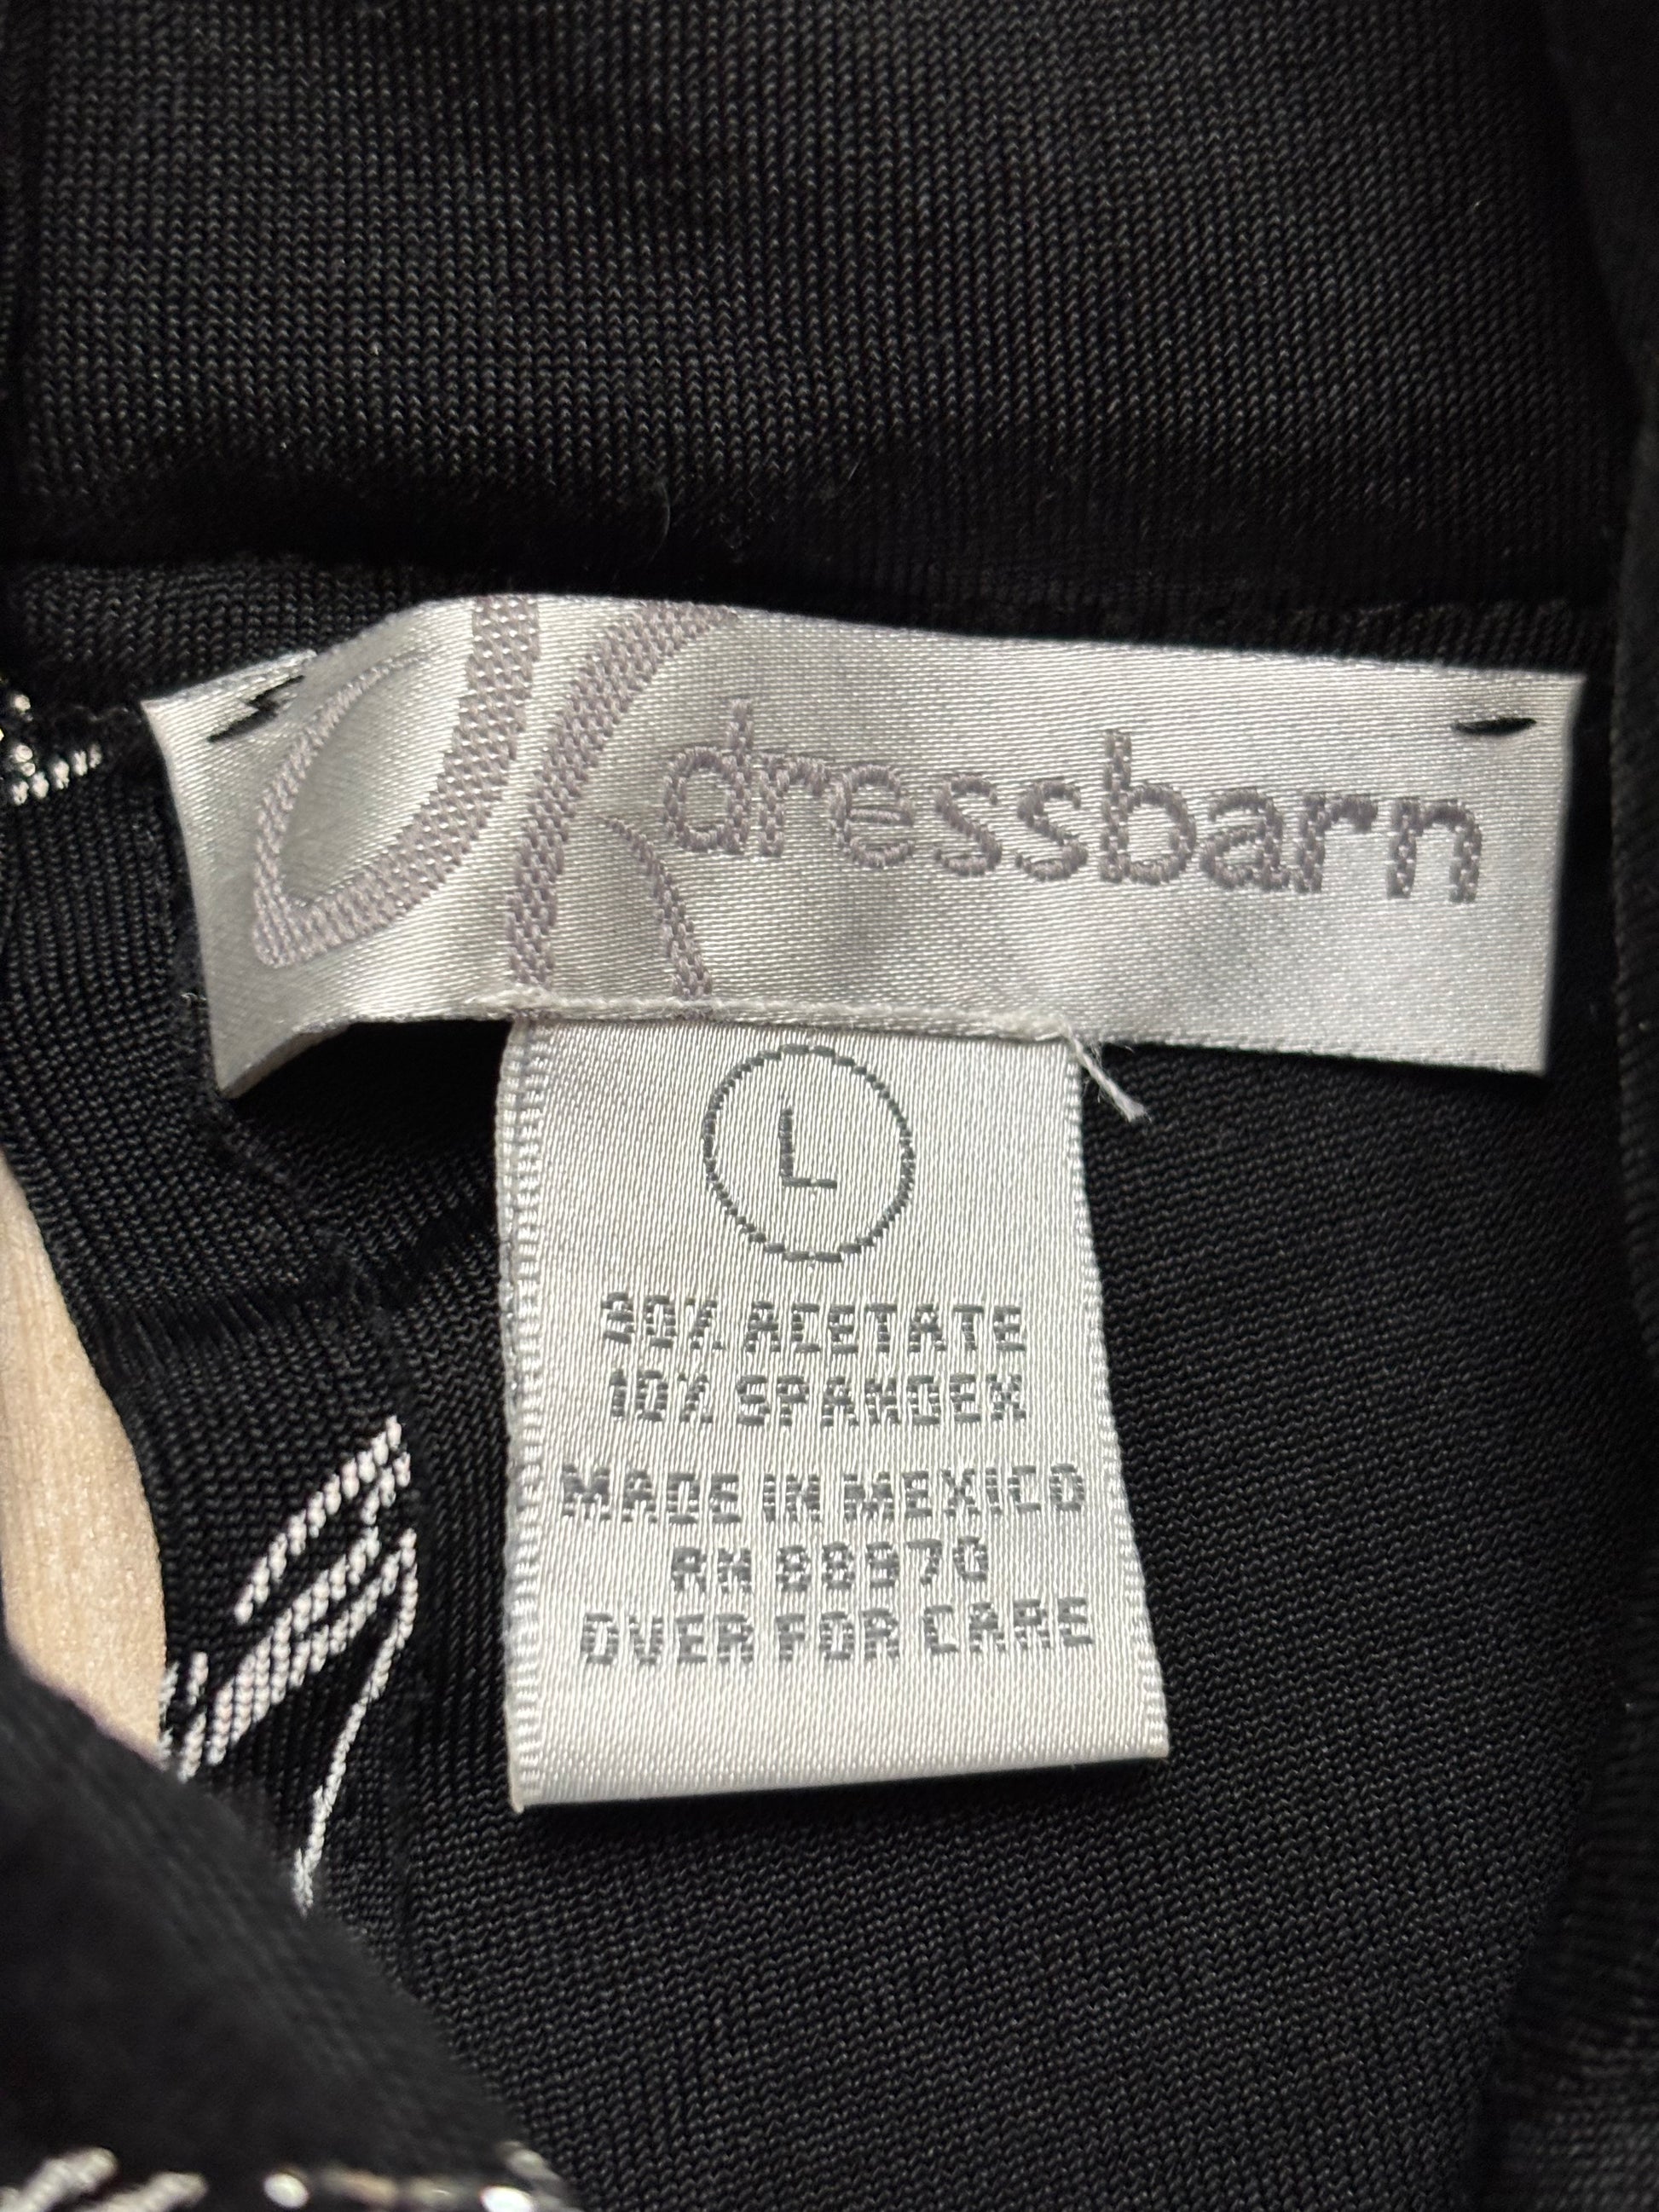 dressbarn
L
90% ACETATE
10% SPANDEX
MADE IN MEXICO
RN 88970
OVER FOR CARE